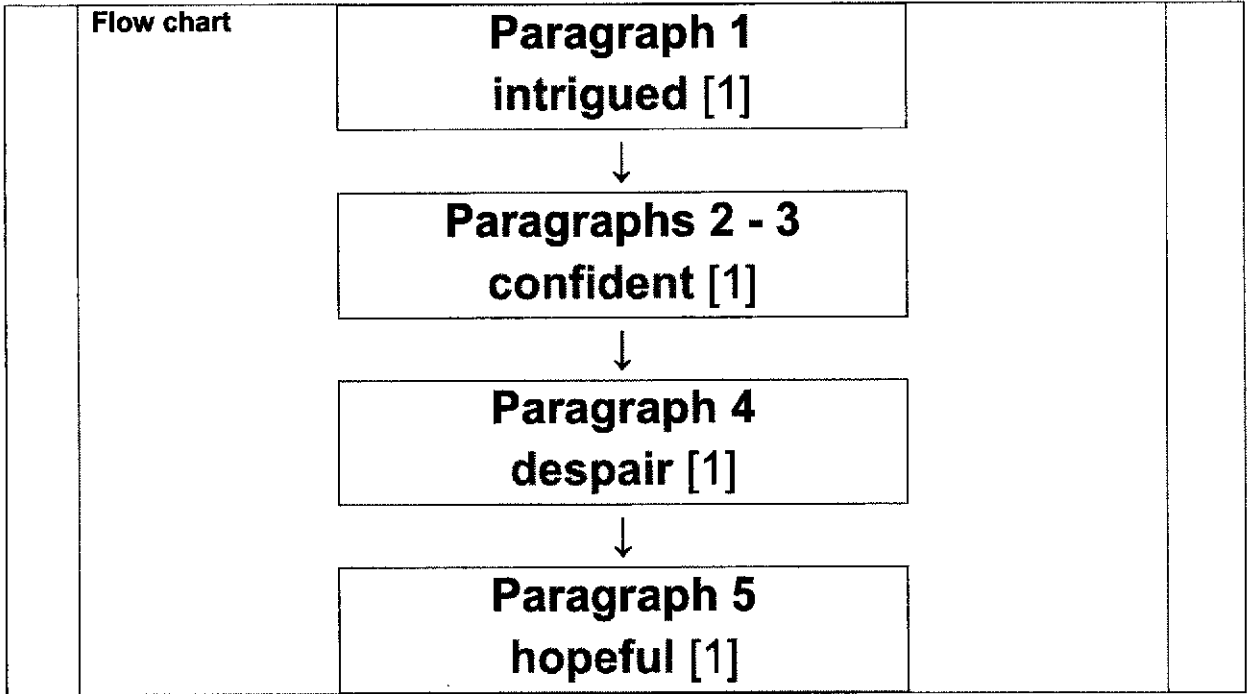 Flow chart
Paragraph 1
intrigued [1]
↓
Paragraphs 2 - 3
confident [1]
↓
Paragraph 4
despair [1]
↓
Paragraph 5
hopeful [1]